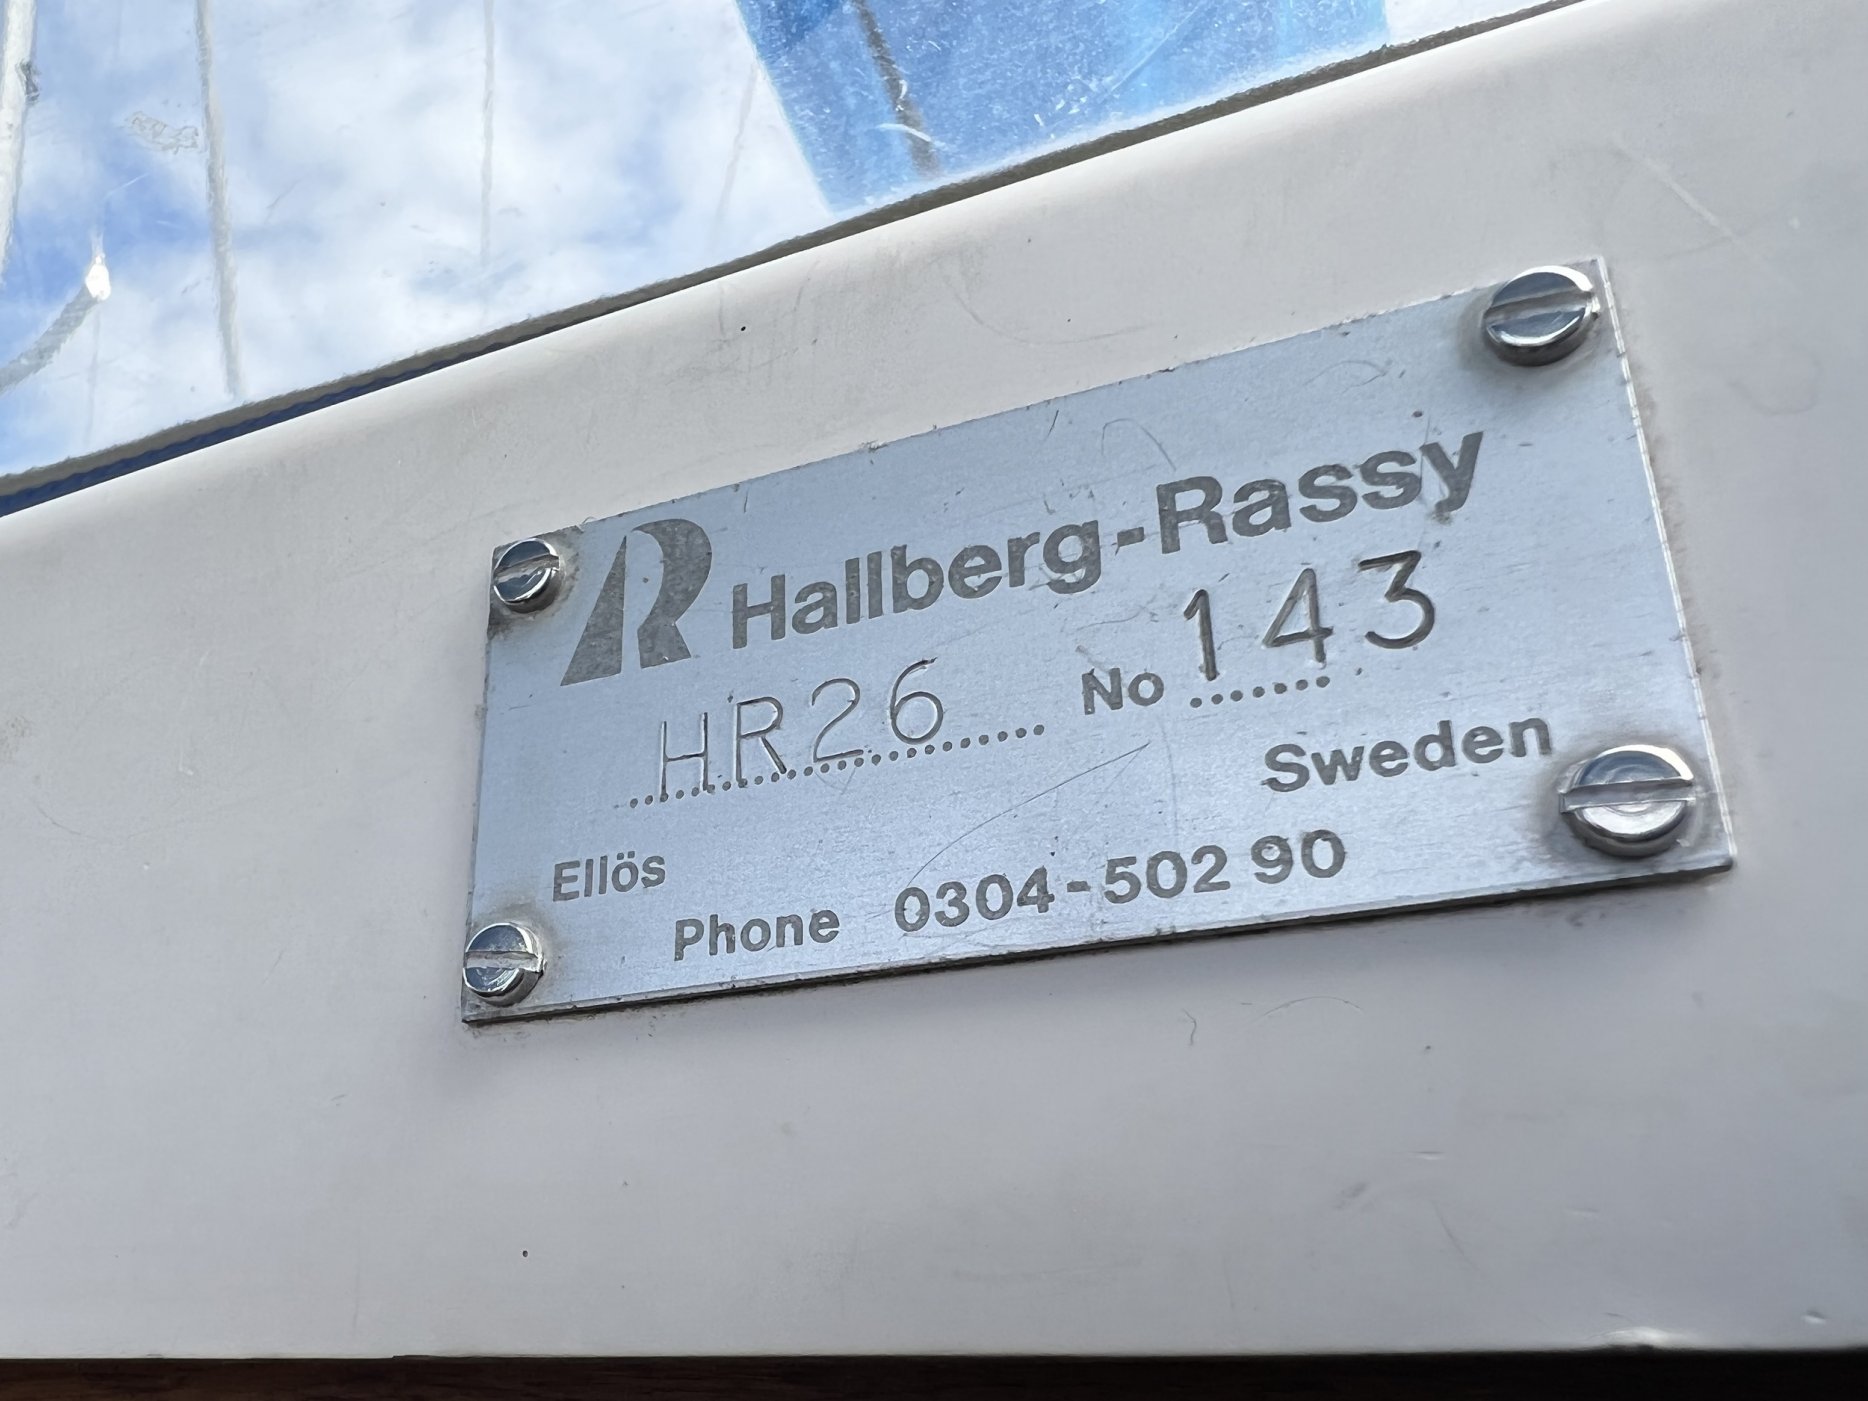 R Hallberg-Rassy
HR26 No 143
Ellös Sweden
Phone 0304-502 90